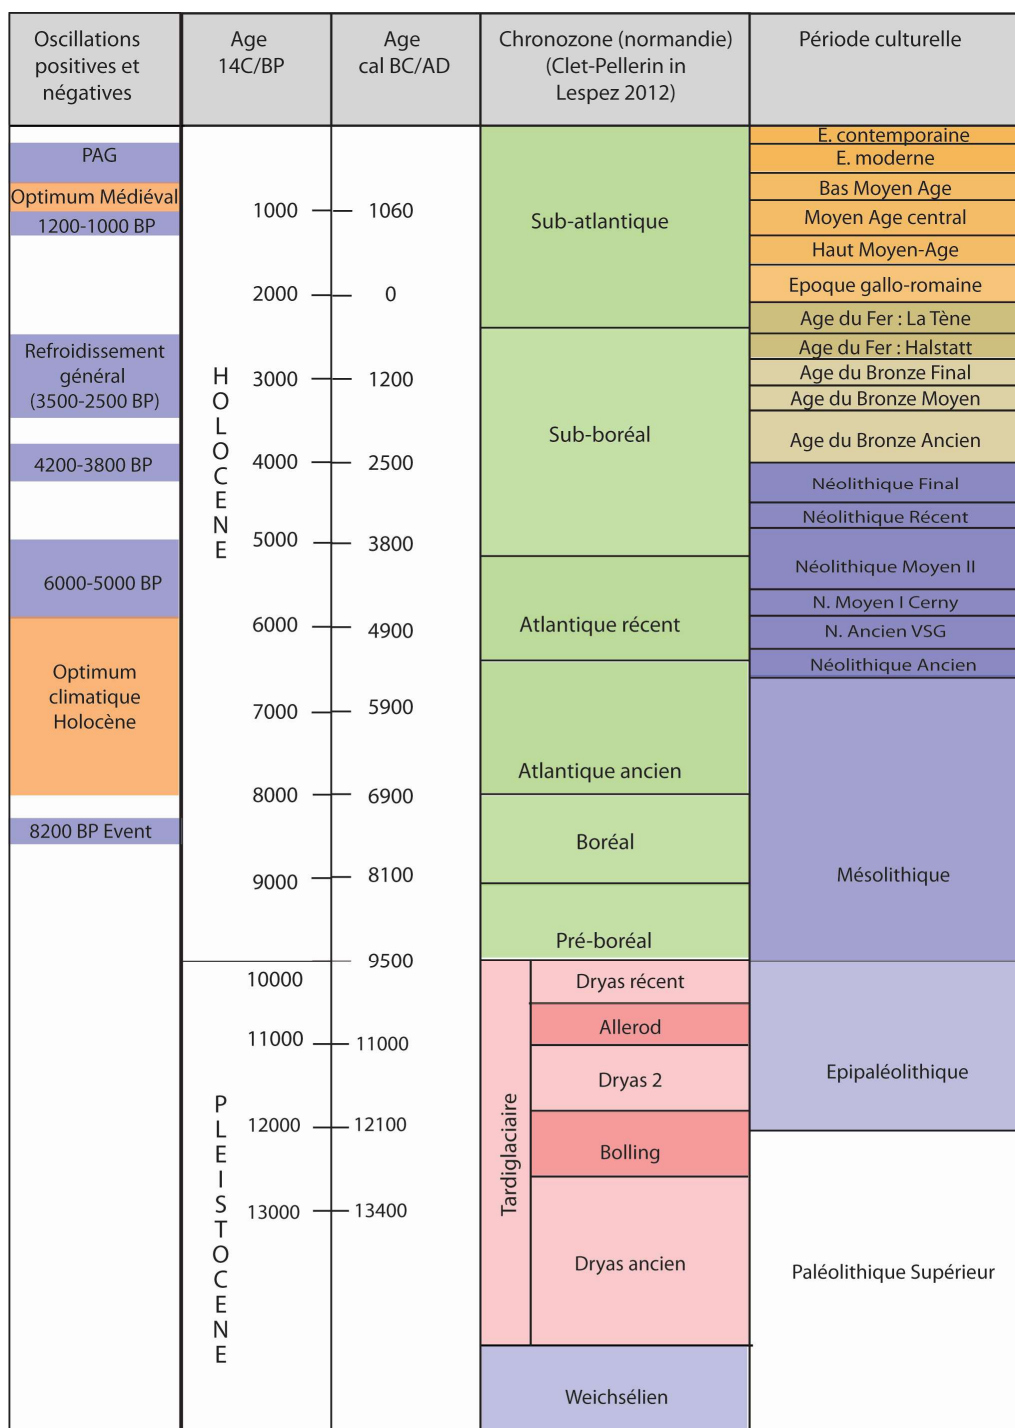 Oscillations
positives et
négatives
Age
14C/BP
Age
cal BC/AD
Chronozone (normandie)
(Clet-Pellerin in
Lespez 2012)
Période culturelle
PAG
Optimum Médiéval
1200-1000 BP
Refroidissement
général
(3500-2500 BP)
4200-3800 BP
6000-5000 BP
Optimum
climatique
Holocène
8200 BP Event
HOLOCENE
PLEISTOCENE
1000
2000
3000
4000
5000
6000
7000
8000
9000
10000
11000
12000
13000
1060
0
1200
2500
3800
4900
5900
6900
8100
9500
11000
12100
13400
Sub-atlantique
Sub-boréal
Atlantique récent
Atlantique ancien
Boréal
Pré-boréal
Tardiglaciaire
Dryas récent
Allerod
Dryas 2
Bolling
Dryas ancien
Weichsélien
E. contemporaine
E. moderne
Bas Moyen Age
Moyen Age central
Haut Moyen-Age
Epoque gallo-romaine
Age du Fer : La Tène
Age du Fer : Halstatt
Age du Bronze Final
Age du Bronze Moyen
Age du Bronze Ancien
Néolithique Final
Néolithique Récent
Néolithique Moyen II
N. Moyen I Cerny
N. Ancien VSG
Néolithique Ancien
Mésolithique
Epipaléolithique
Paléolithique Supérieur